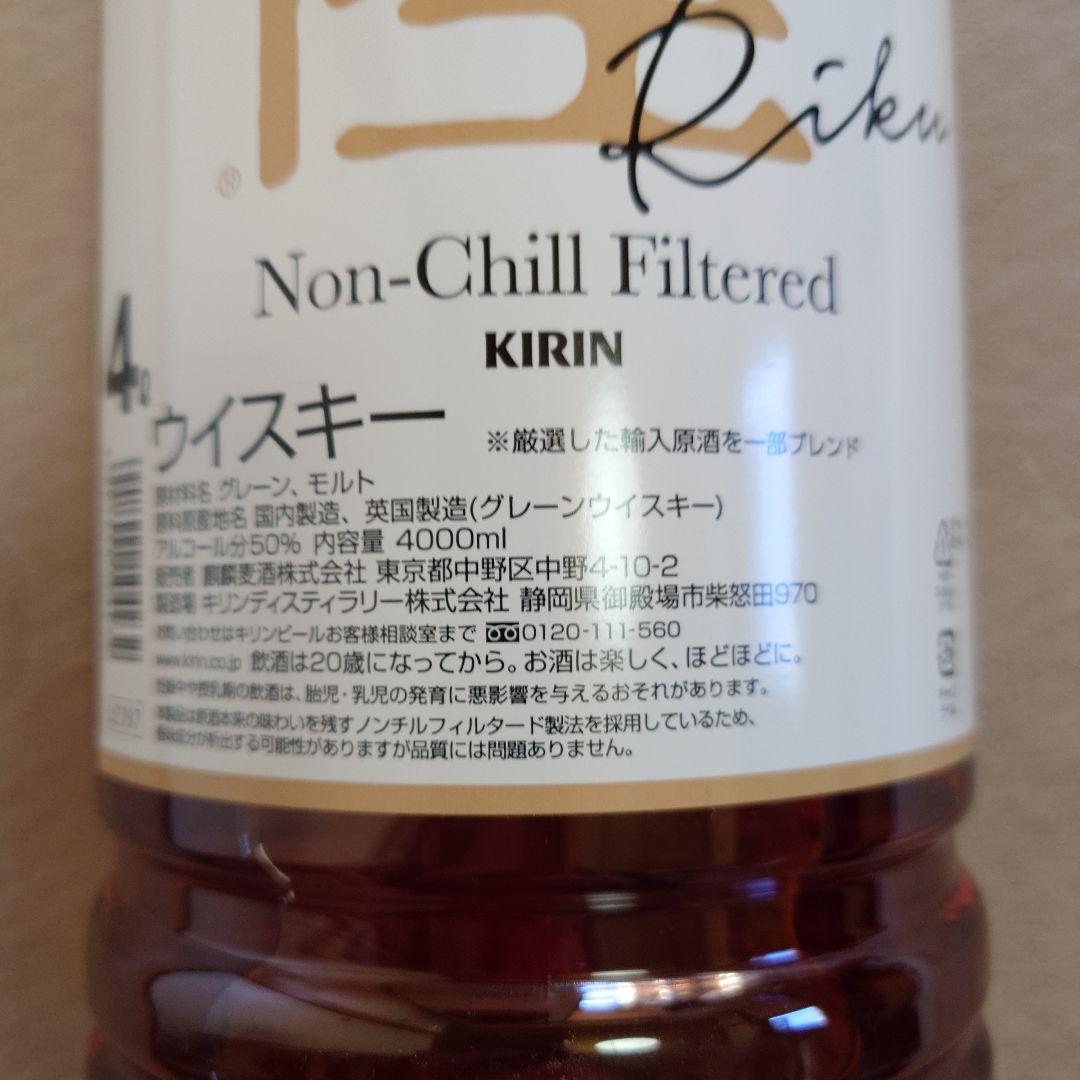 陸
Riku
®
Non-Chill Filtered
KIRIN
4ℓ
ウイスキー
※厳選した輸入原酒を一部ブレンド
原材料名 グレーン、モルト
原料原産地名 国内製造、英国製造(グレーンウイスキー)
アルコール分50% 内容量 4000ml
販売者 麒麟麦酒株式会社 東京都中野区中野4-10-2
製造場 キリンディスティラリー株式会社 静岡県御殿場市柴怒田970
お問い合わせはキリンビールお客様相談室まで 0120-111-560
www.kirin.co.jp 飲酒は20歳になってから。お酒は楽しく、ほどほどに。
妊娠中や授乳期の飲酒は、胎児・乳児の発育に悪影響を与えるおそれがあります。
本製品は原酒本来の味わいを残すノンチルフィルタード製法を採用しているため、
香味成分が析出する可能性がありますが品質には問題ありません。